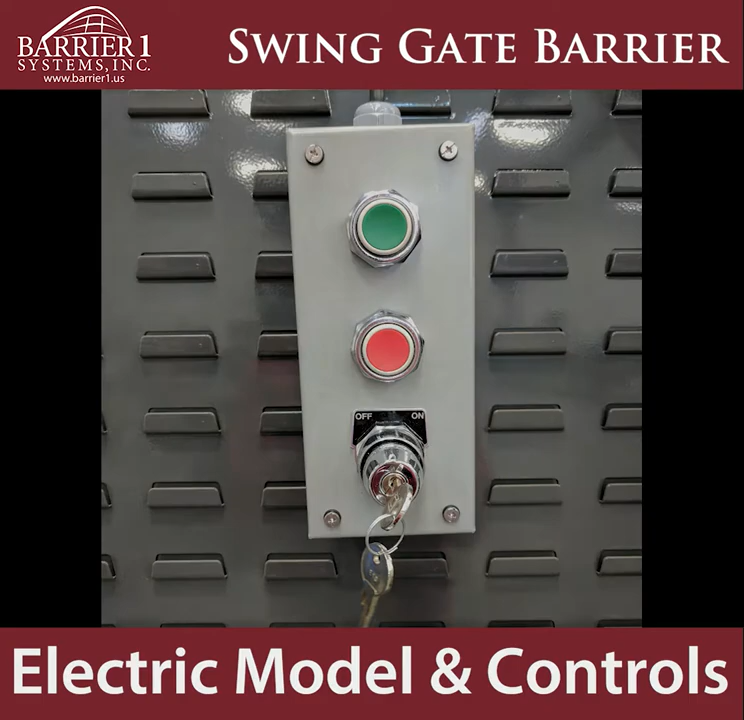 BARRIER1
SYSTEMS, INC.
www.barrier1.us
SWING GATE BARRIER
OFF ON
Electric Model & Controls